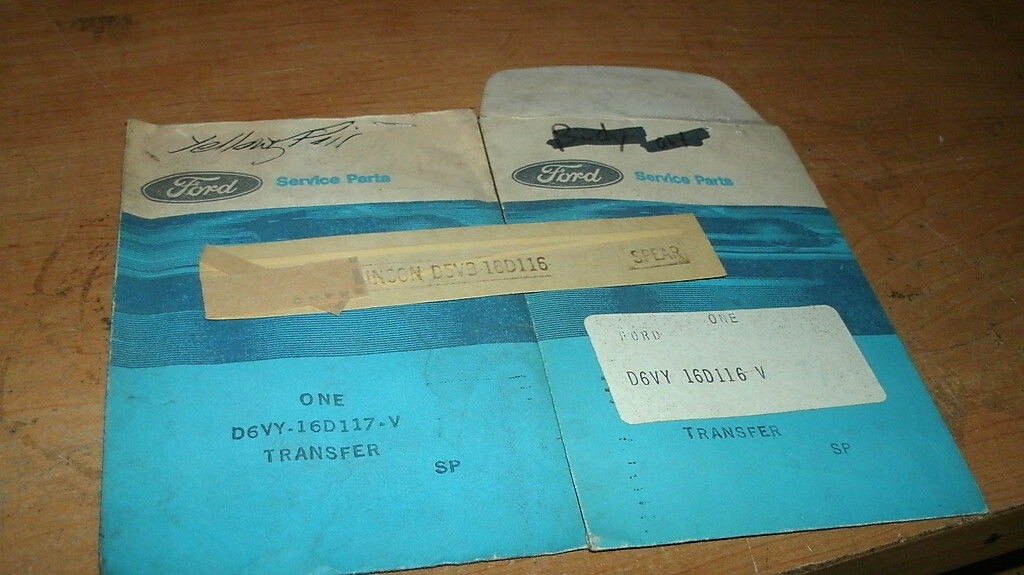 Yellow Pair
Ford Service Parts
ONE
D6VY-16D117-V
TRANSFER
SP
D5VB-16D116 SPEAR
Ford Service Parts
ONE
FORD
D6VY 16D116 V
TRANSFER
SP